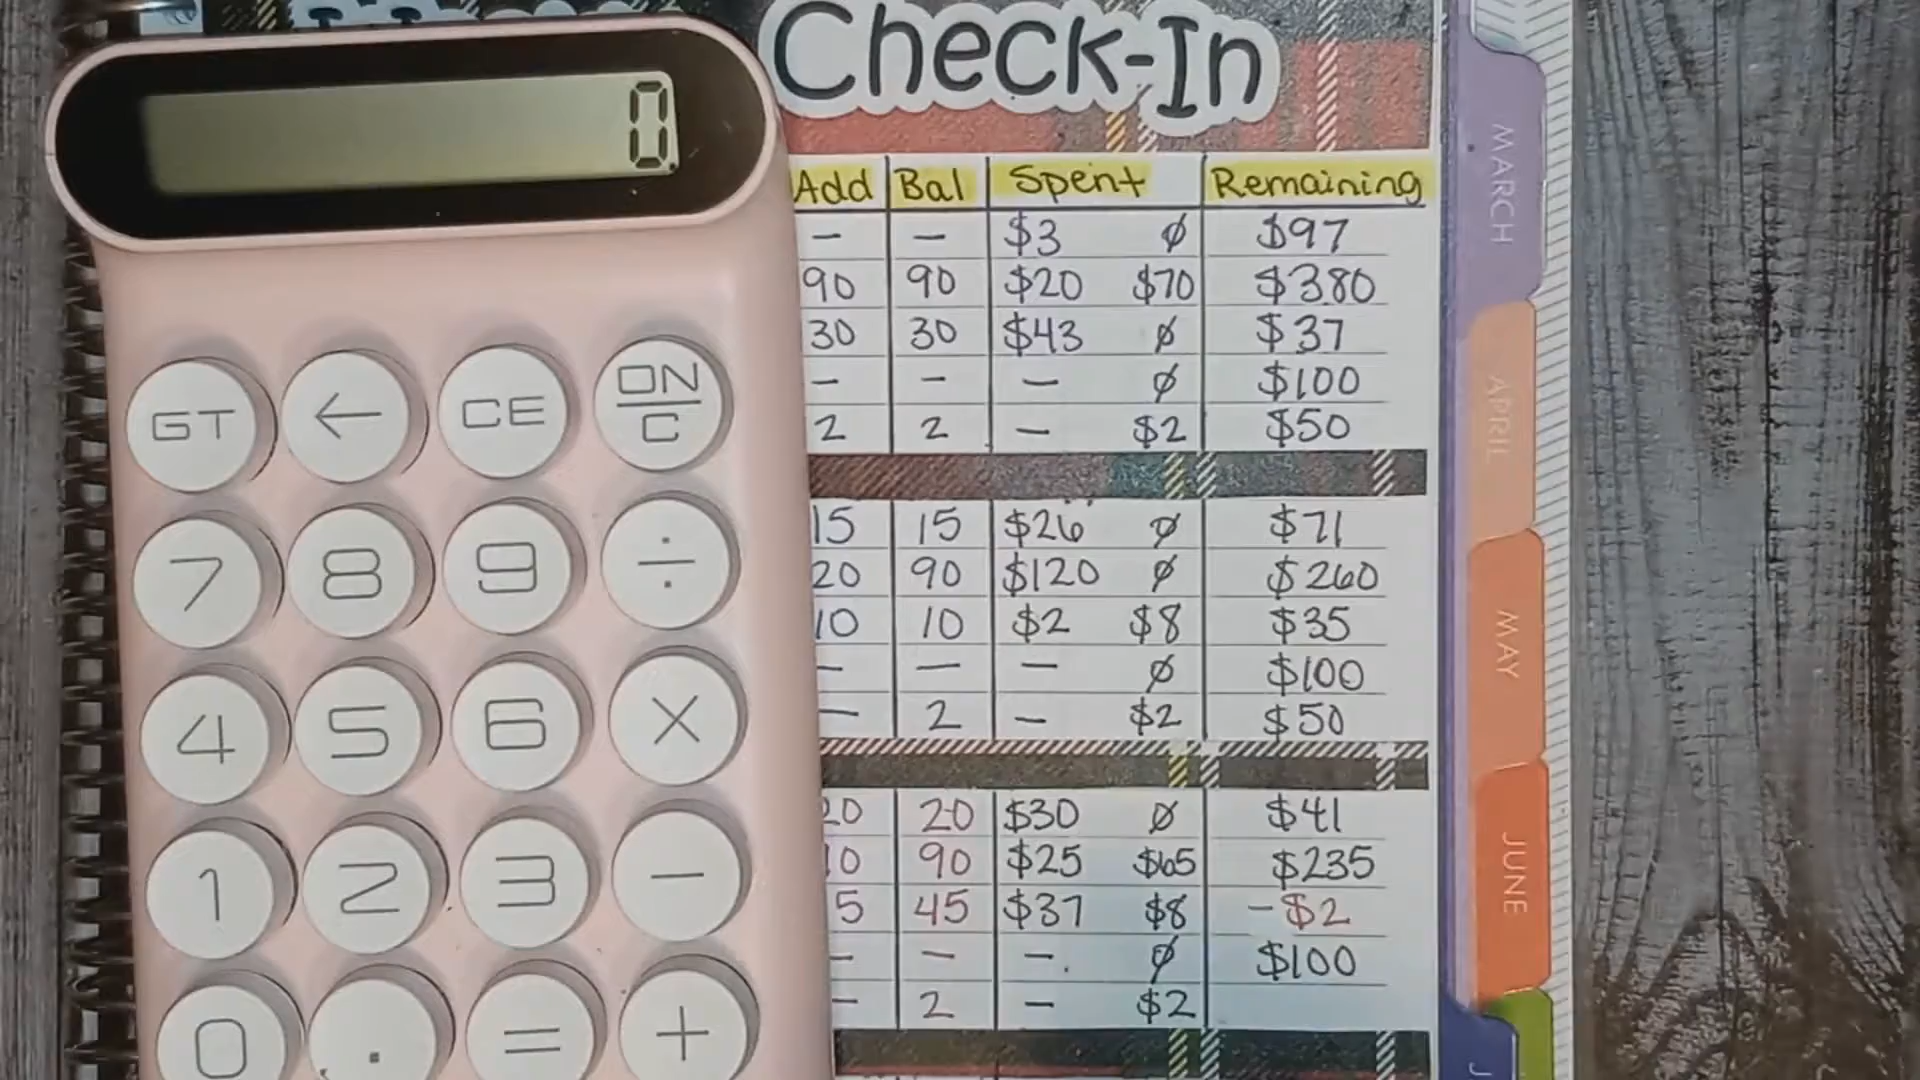 Check-In
0
Add Bal Spent Remaining
– – $3 ∅ $97
90 90 $20 $70 $380
30 30 $43 ∅ $37
– – – ∅ $100
2 2 – $2 $50
15 15 $26 ∅ $71
20 90 $120 ∅ $260
10 10 $2 $8 $35
– – – ∅ $100
– 2 – $2 $50
20 20 $30 ∅ $41
10 90 $25 $65 $235
5 45 $37 $8 -$2
– – – ∅ $100
– 2 – $2
GT ← CE ON/C
7 8 9 ÷
4 5 6 X
1 2 3 –
0 . = +
MARCH
APRIL
MAY
JUNE
J